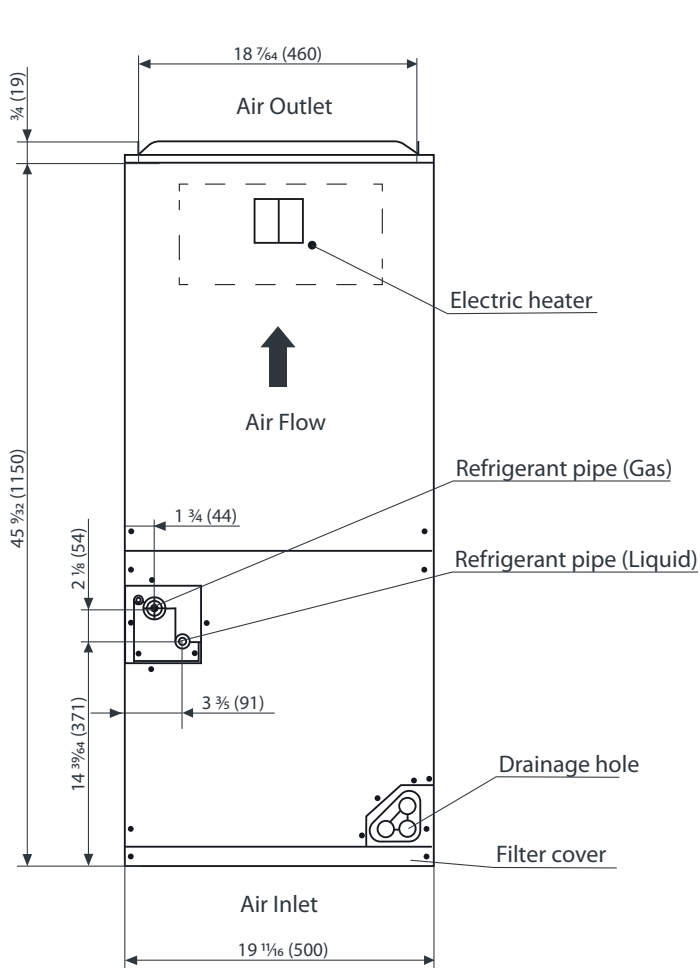 18 ⁷⁄₆₄ (460)
¾ (19)
Air Outlet
Electric heater
Air Flow
45 ⁹⁄₃₂ (1150)
Refrigerant pipe (Gas)
1 ¾ (44)
2 ⅛ (54)
Refrigerant pipe (Liquid)
3 ⅗ (91)
14 ³⁹⁄₆₄ (371)
Drainage hole
Filter cover
Air Inlet
19 ¹¹⁄₁₆ (500)